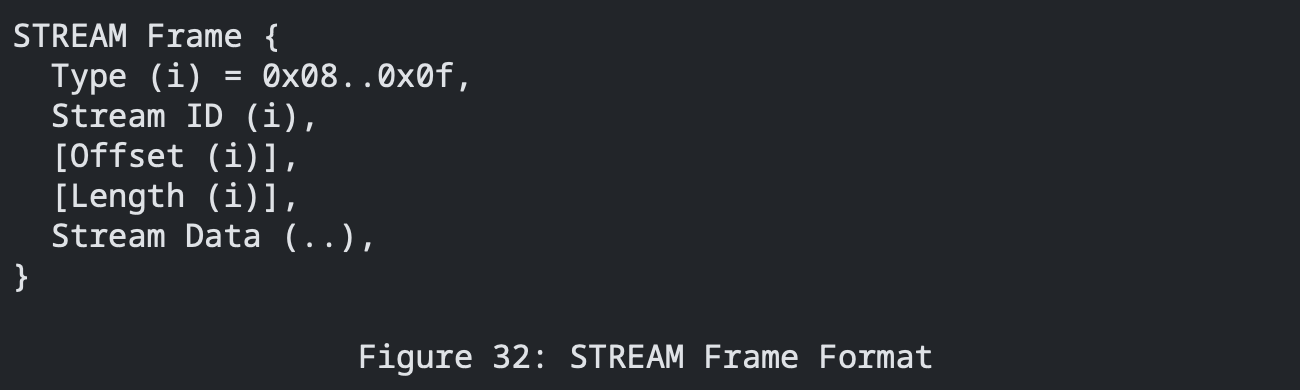 STREAM Frame {
  Type (i) = 0x08..0x0f,
  Stream ID (i),
  [Offset (i)],
  [Length (i)],
  Stream Data (..),
}
Figure 32: STREAM Frame Format